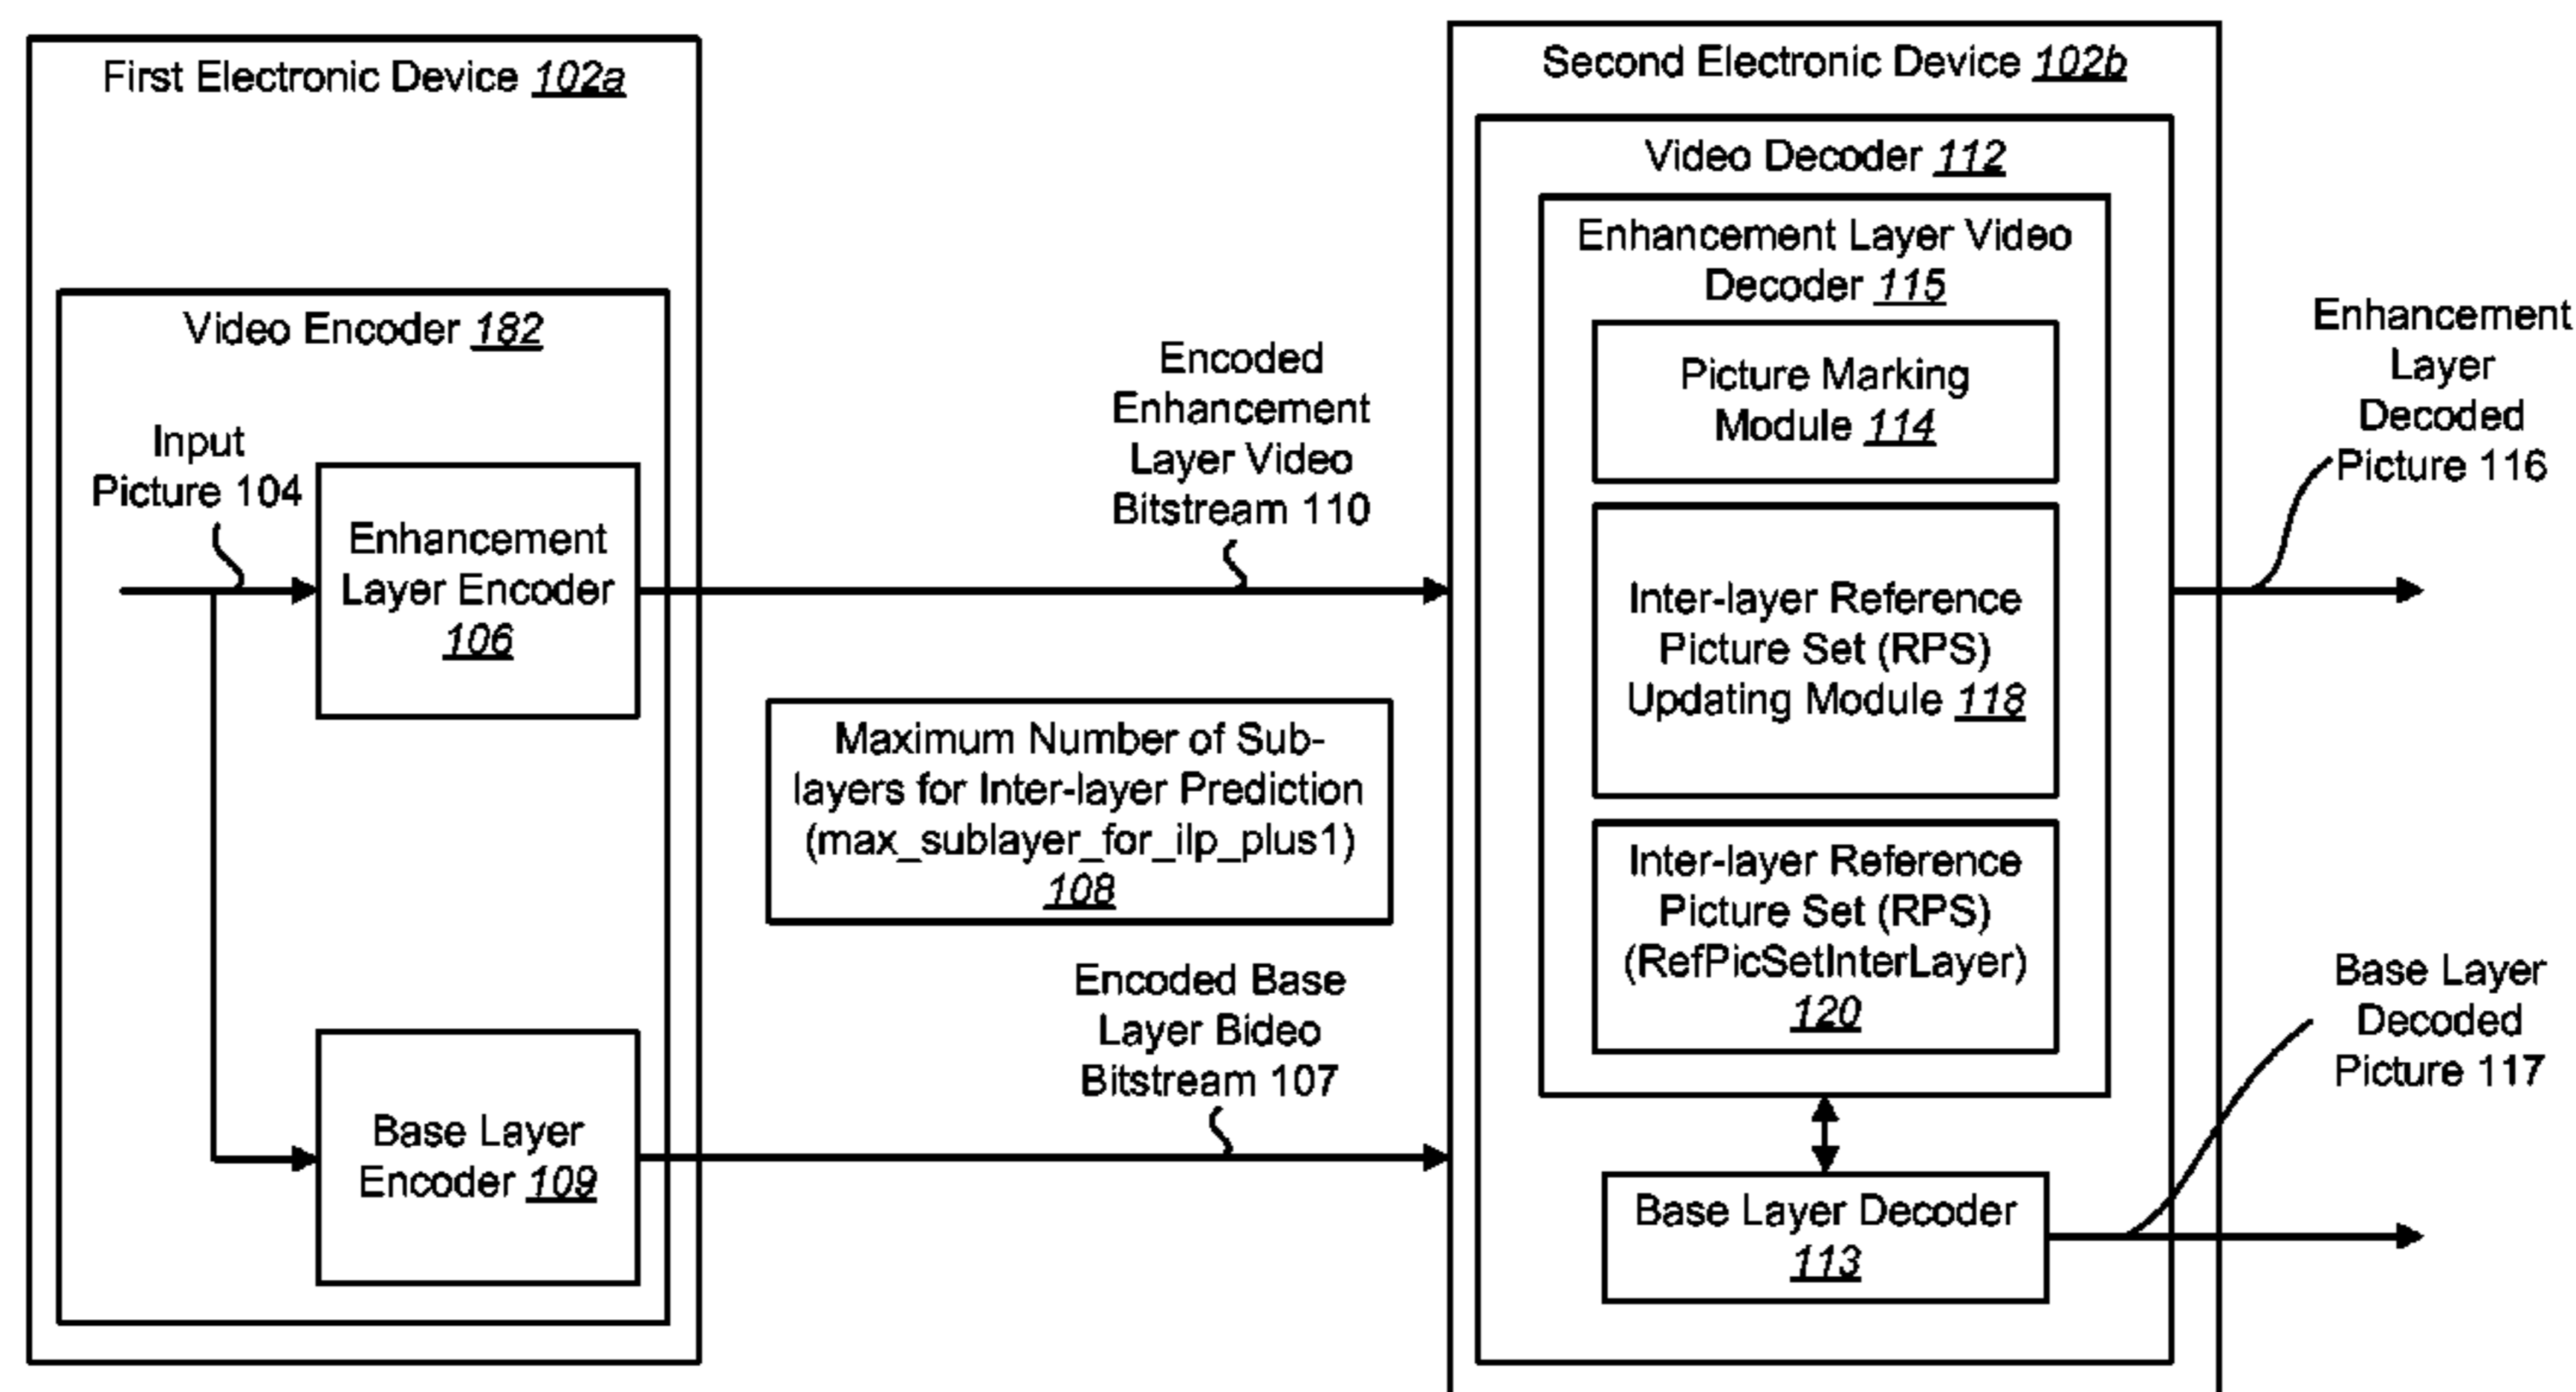 First Electronic Device 102a
Video Encoder 182
Input
Picture 104
Enhancement
Layer Encoder
106
Base Layer
Encoder 109
Encoded
Enhancement
Layer Video
Bitstream 110
Maximum Number of Sub-
layers for Inter-layer Prediction
(max_sublayer_for_ilp_plus1)
108
Encoded Base
Layer Bideo
Bitstream 107
Second Electronic Device 102b
Video Decoder 112
Enhancement Layer Video
Decoder 115
Picture Marking
Module 114
Inter-layer Reference
Picture Set (RPS)
Updating Module 118
Inter-layer Reference
Picture Set (RPS)
(RefPicSetInterLayer)
120
Base Layer Decoder
113
Enhancement
Layer
Decoded
Picture 116
Base Layer
Decoded
Picture 117